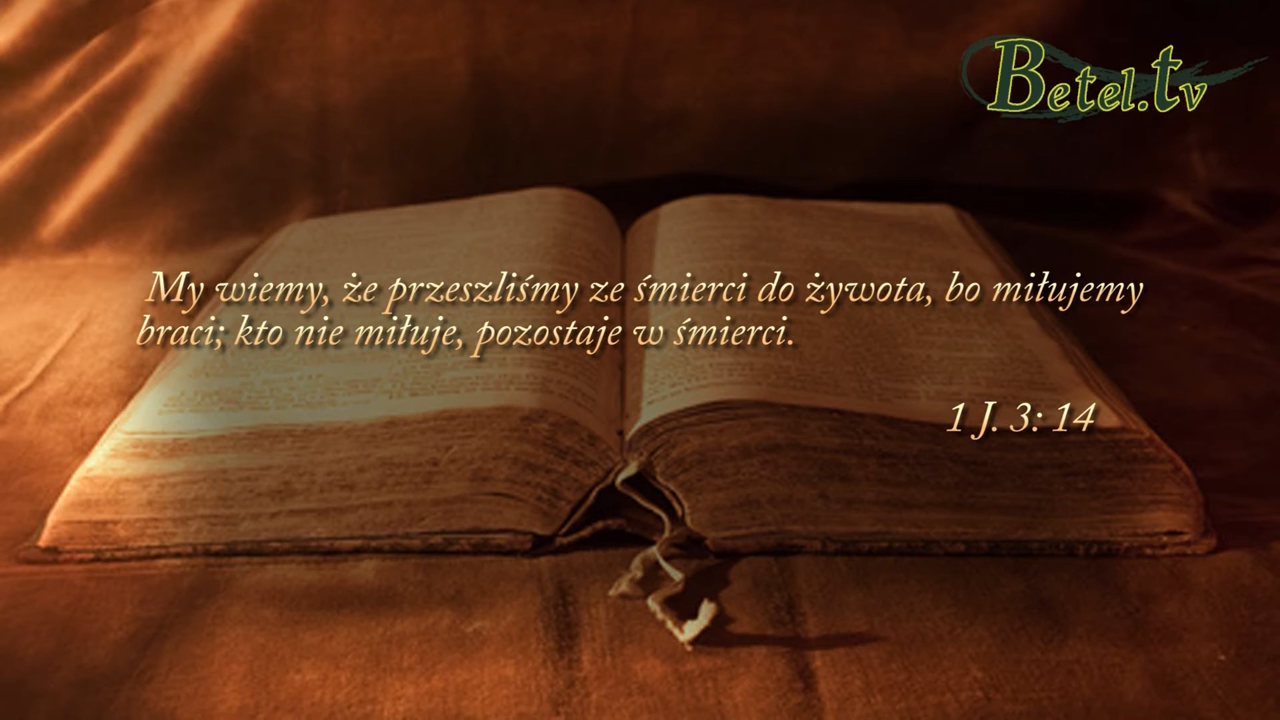 Betel.tv
My wiemy, że przeszliśmy ze śmierci do żywota, bo miłujemy
braci; kto nie miłuje, pozostaje w śmierci.
1 J. 3: 14